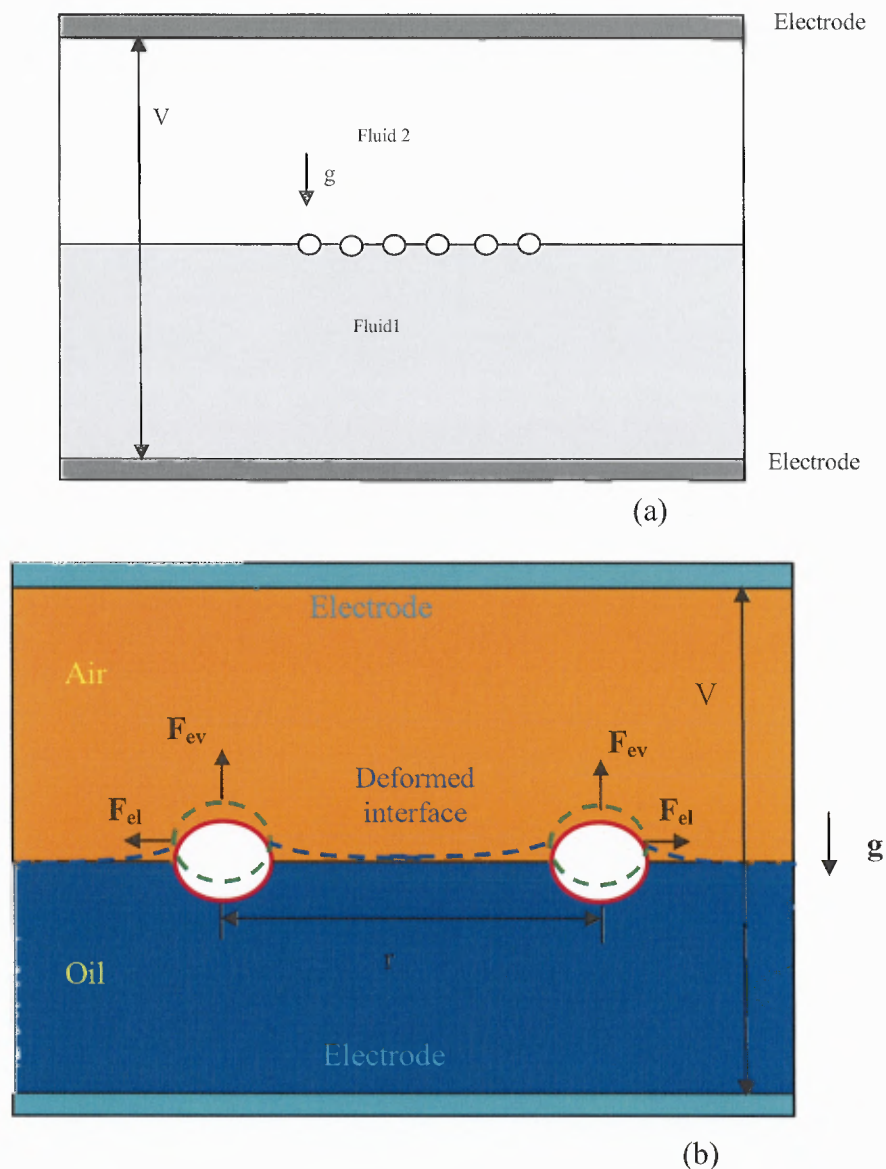 Electrode
V
Fluid 2
g
Fluid1
Electrode
(a)
Electrode
Air
V
Fev
Fev
Deformed
interface
Fel
Fel
g
r
Oil
Electrode
(b)